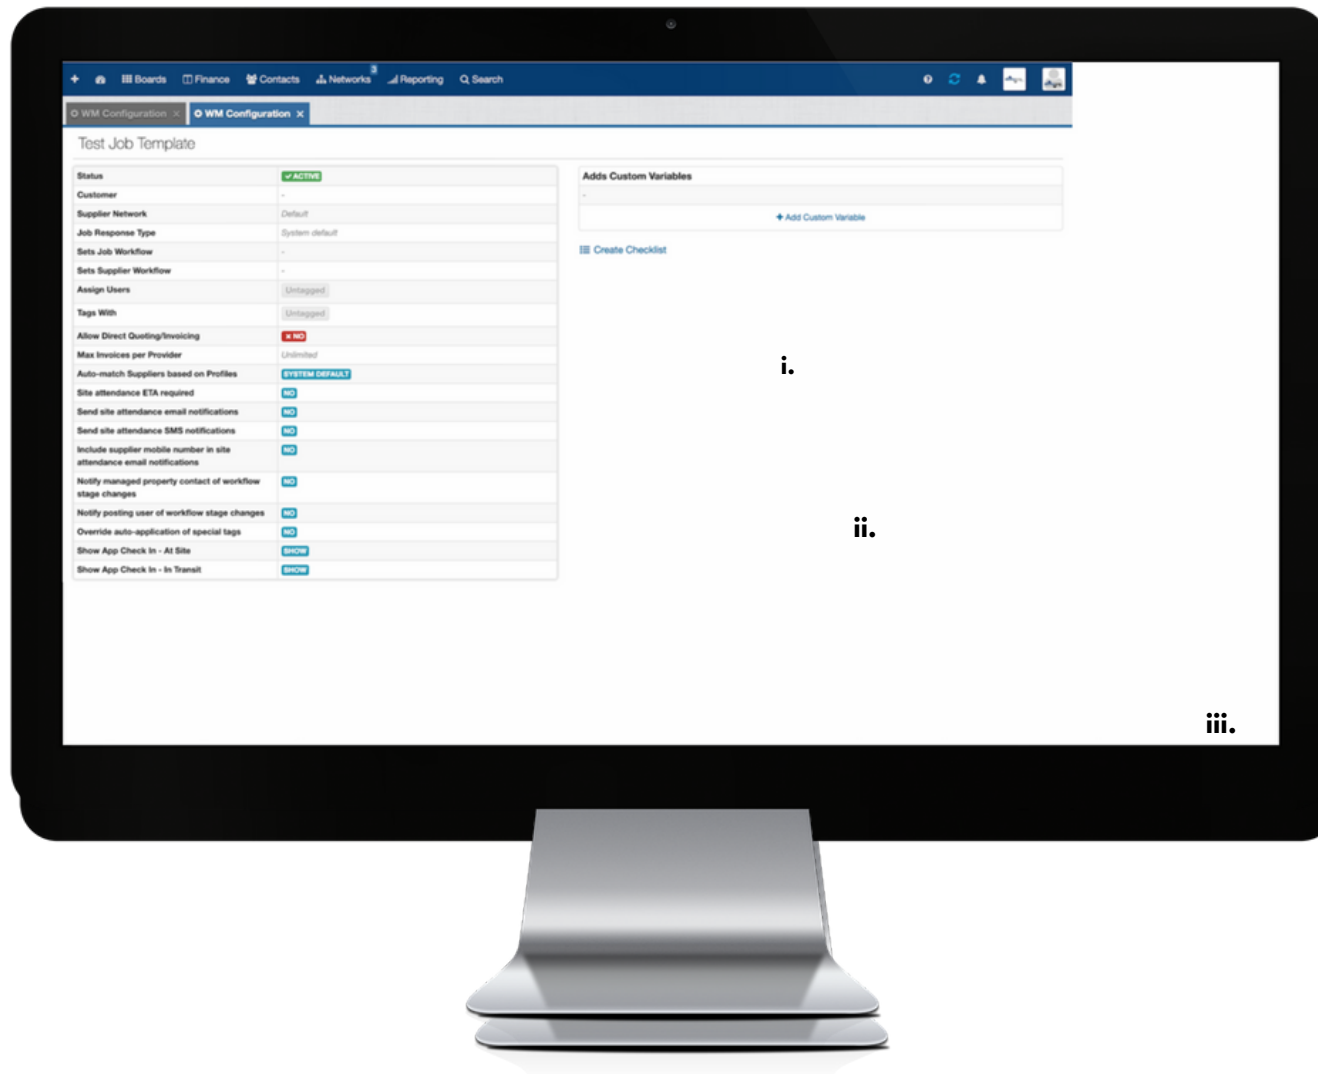 Boards Finance Contacts Networks 3 Reporting Search
WM Configuration × WM Configuration ×
Test Job Template
Status ACTIVE
Customer -
Supplier Network Default
Job Response Type System default
Sets Job Workflow -
Sets Supplier Workflow -
Assign Users Untagged
Tags With Untagged
Allow Direct Quoting/Invoicing NO
Max Invoices per Provider Unlimited
Auto-match Suppliers based on Profiles SYSTEM DEFAULT
Site attendance ETA required NO
Send site attendance email notifications NO
Send site attendance SMS notifications NO
Include supplier mobile number in site NO
attendance email notifications
Notify managed property contact of workflow NO
stage changes
Notify posting user of workflow stage changes NO
Override auto-application of special tags NO
Show App Check In - At Site SHOW
Show App Check In - In Transit SHOW
Adds Custom Variables
-
+ Add Custom Variable
Create Checklist
i.
ii.
iii.